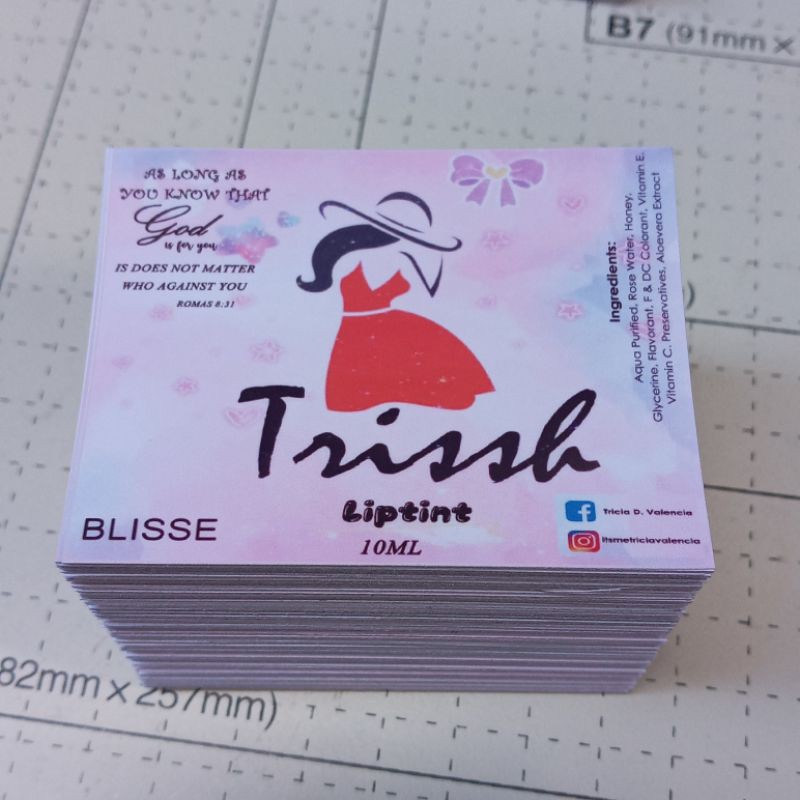 B7 (91mm x
AS LONG AS
YOU KNOW THAT
God
is for you
IS DOES NOT MATTER
WHO AGAINST YOU
ROMAS 8:31
Ingredients:
Aqua Purified, Rose Water, Honey,
Glycerine, Flavorant, F & DC Colorant, Vitamin E,
Vitamin C. Preservatives, Aloevera Extract
Trissh
Liptint
10ML
BLISSE
Tricia D. Valencia
itsmetriciavalencia
82mm x 257mm)